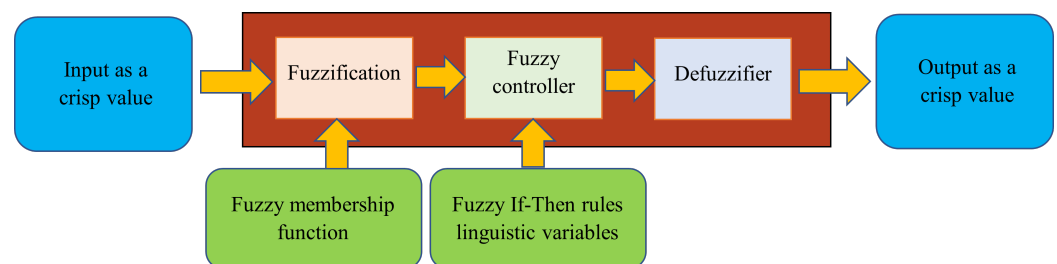 Input as a
crisp value
Fuzzification
Fuzzy
controller
Defuzzifier
Output as a
crisp value
Fuzzy membership
function
Fuzzy If-Then rules
linguistic variables